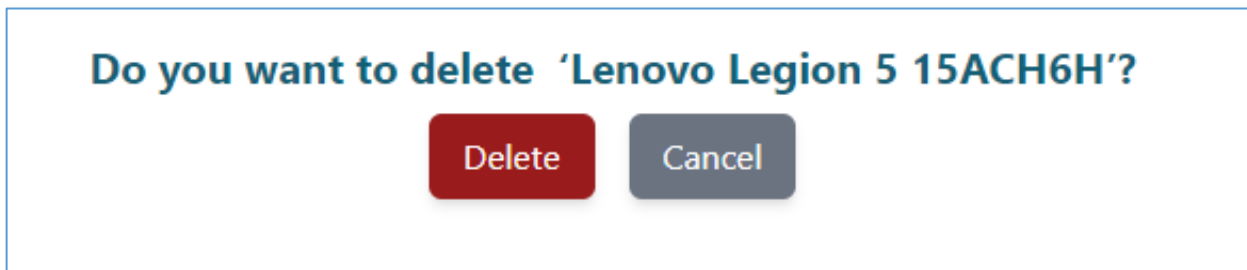 Do you want to delete  ‘Lenovo Legion 5 15ACH6H’?
Delete Cancel